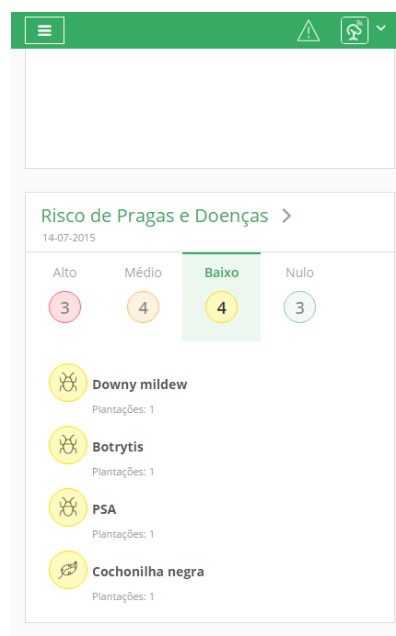 Risco de Pragas e Doenças
14-07-2015
Alto Médio Baixo Nulo
3 4 4 3
Downy mildew
Plantações: 1
Botrytis
Plantações: 1
PSA
Plantações: 1
Cochonilha negra
Plantações: 1